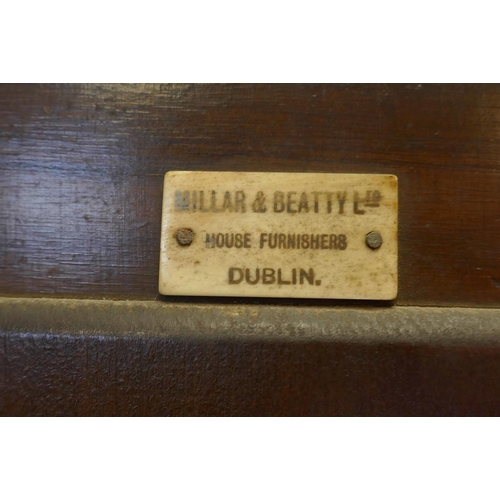 MILLAR & BEATTY LTD
HOUSE FURNISHERS
DUBLIN.